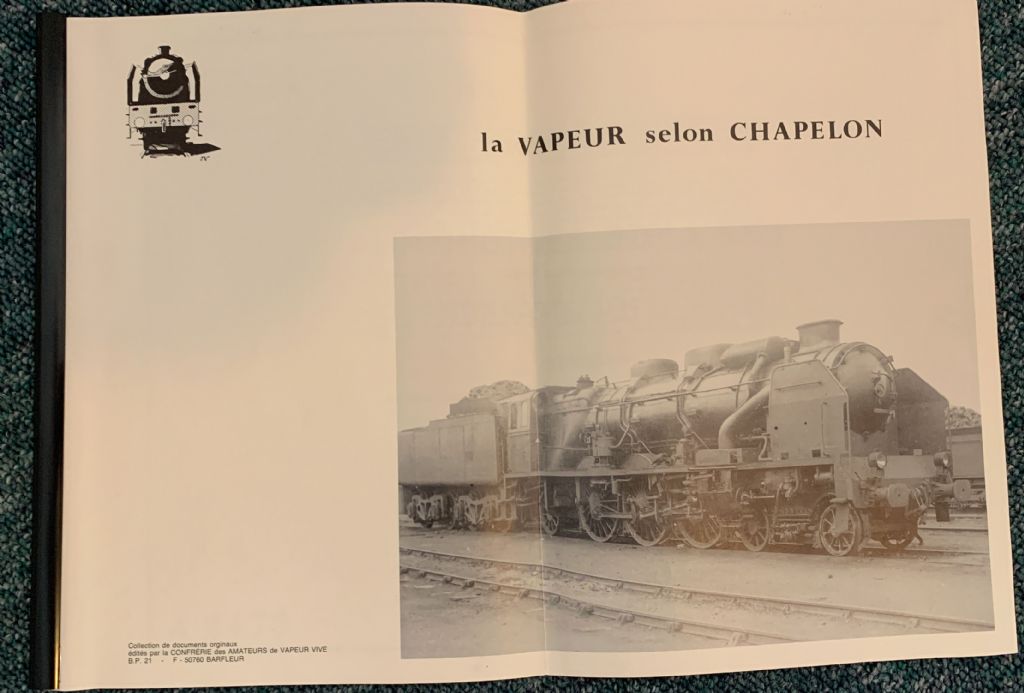 la VAPEUR selon CHAPELON
Collection de documents orginaux
édités par la CONFRÉRIE des AMATEURS de VAPEUR VIVE
B.P. 21 - F - 50760 BARFLEUR